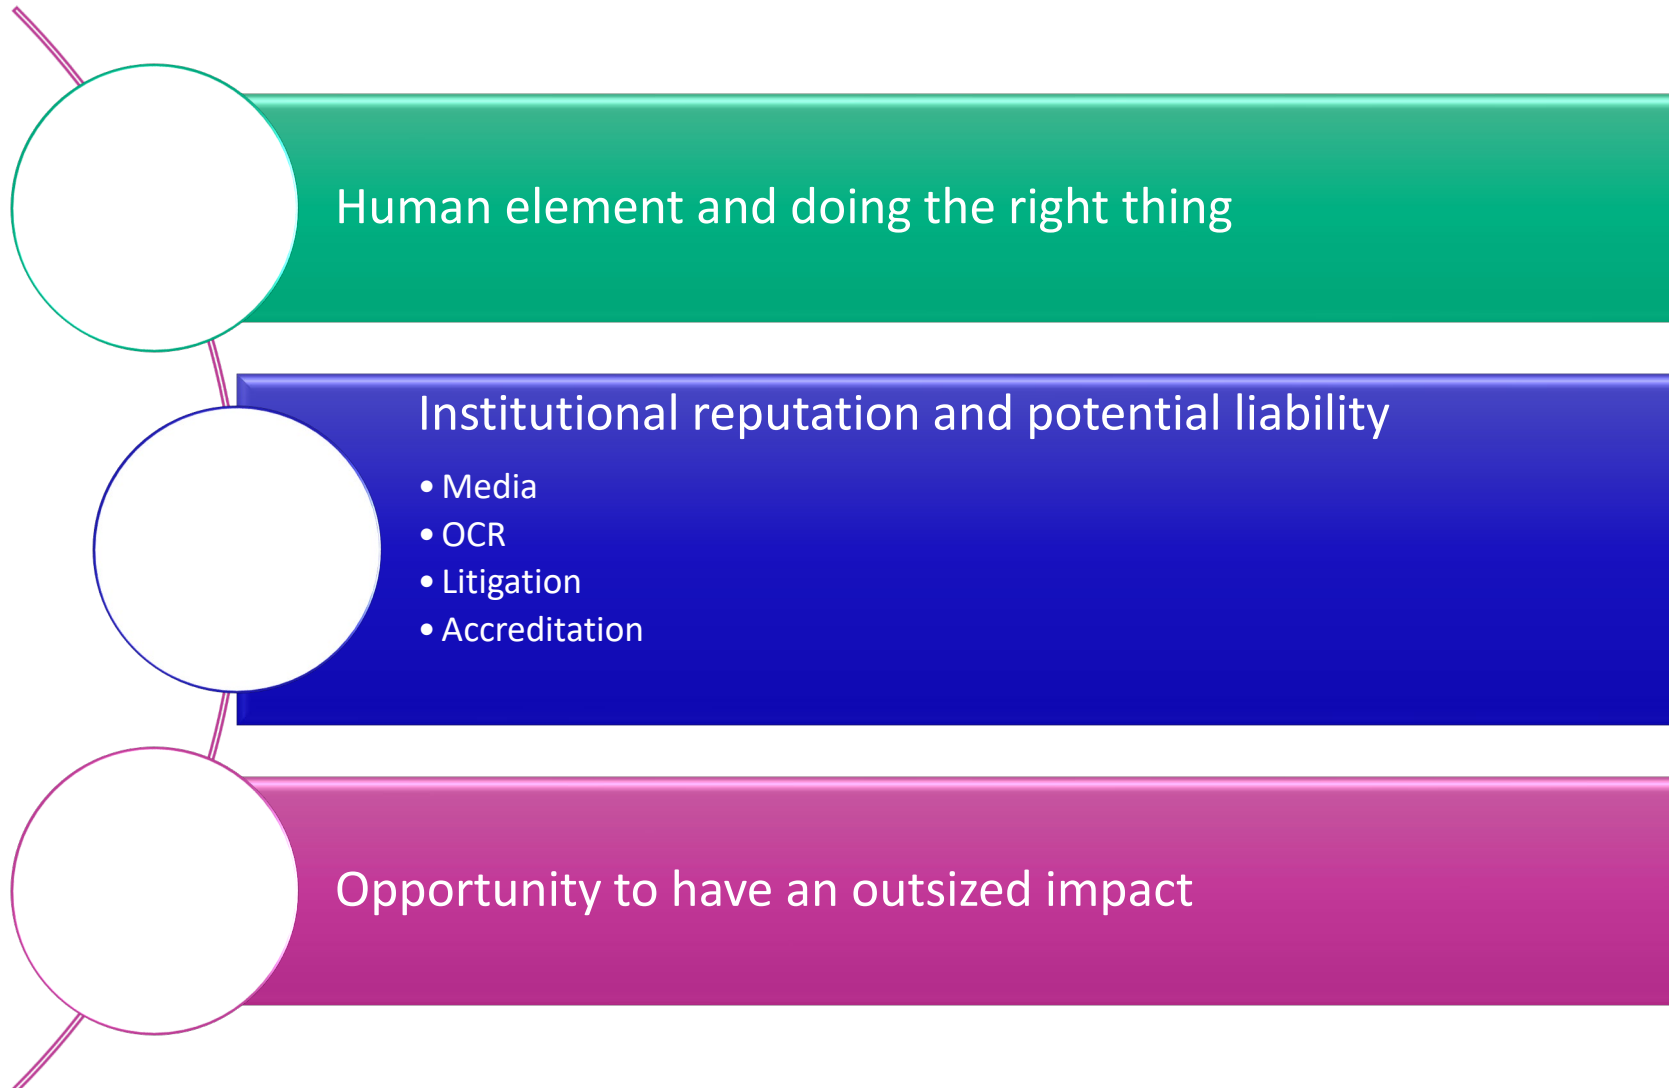 Human element and doing the right thing
Institutional reputation and potential liability
• Media
• OCR
• Litigation
• Accreditation
Opportunity to have an outsized impact